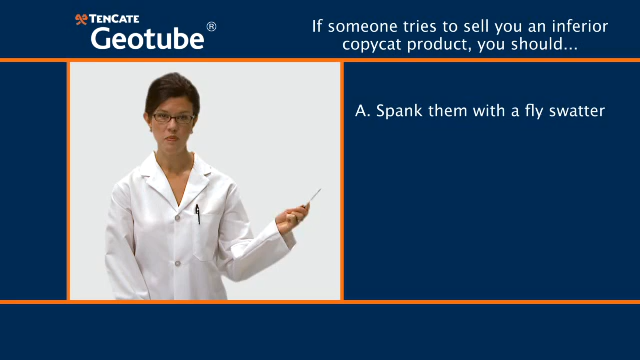 TENCATE
Geotube®
If someone tries to sell you an inferior
copycat product, you should...
A. Spank them with a fly swatter